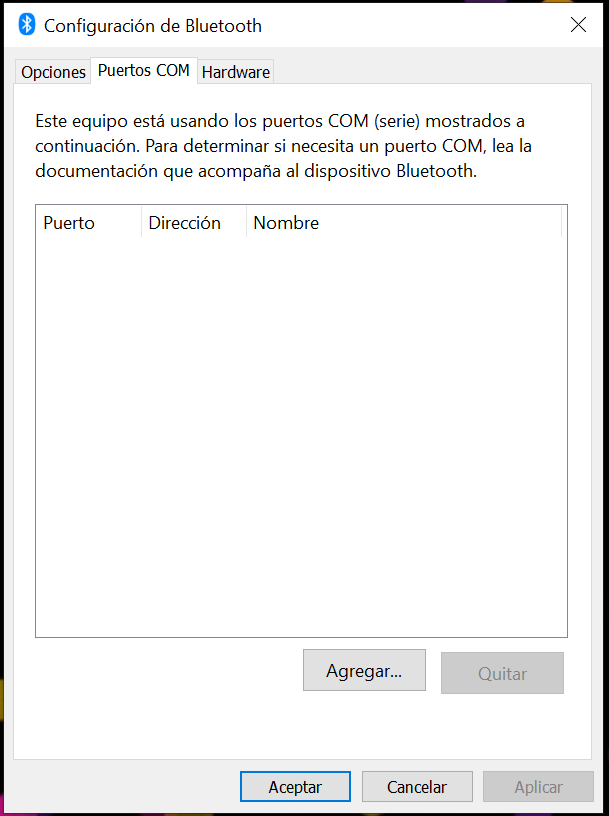 Configuración de Bluetooth
Opciones Puertos COM Hardware
Este equipo está usando los puertos COM (serie) mostrados a
continuación. Para determinar si necesita un puerto COM, lea la
documentación que acompaña al dispositivo Bluetooth.
Puerto Dirección Nombre
Agregar... Quitar
Aceptar Cancelar Aplicar